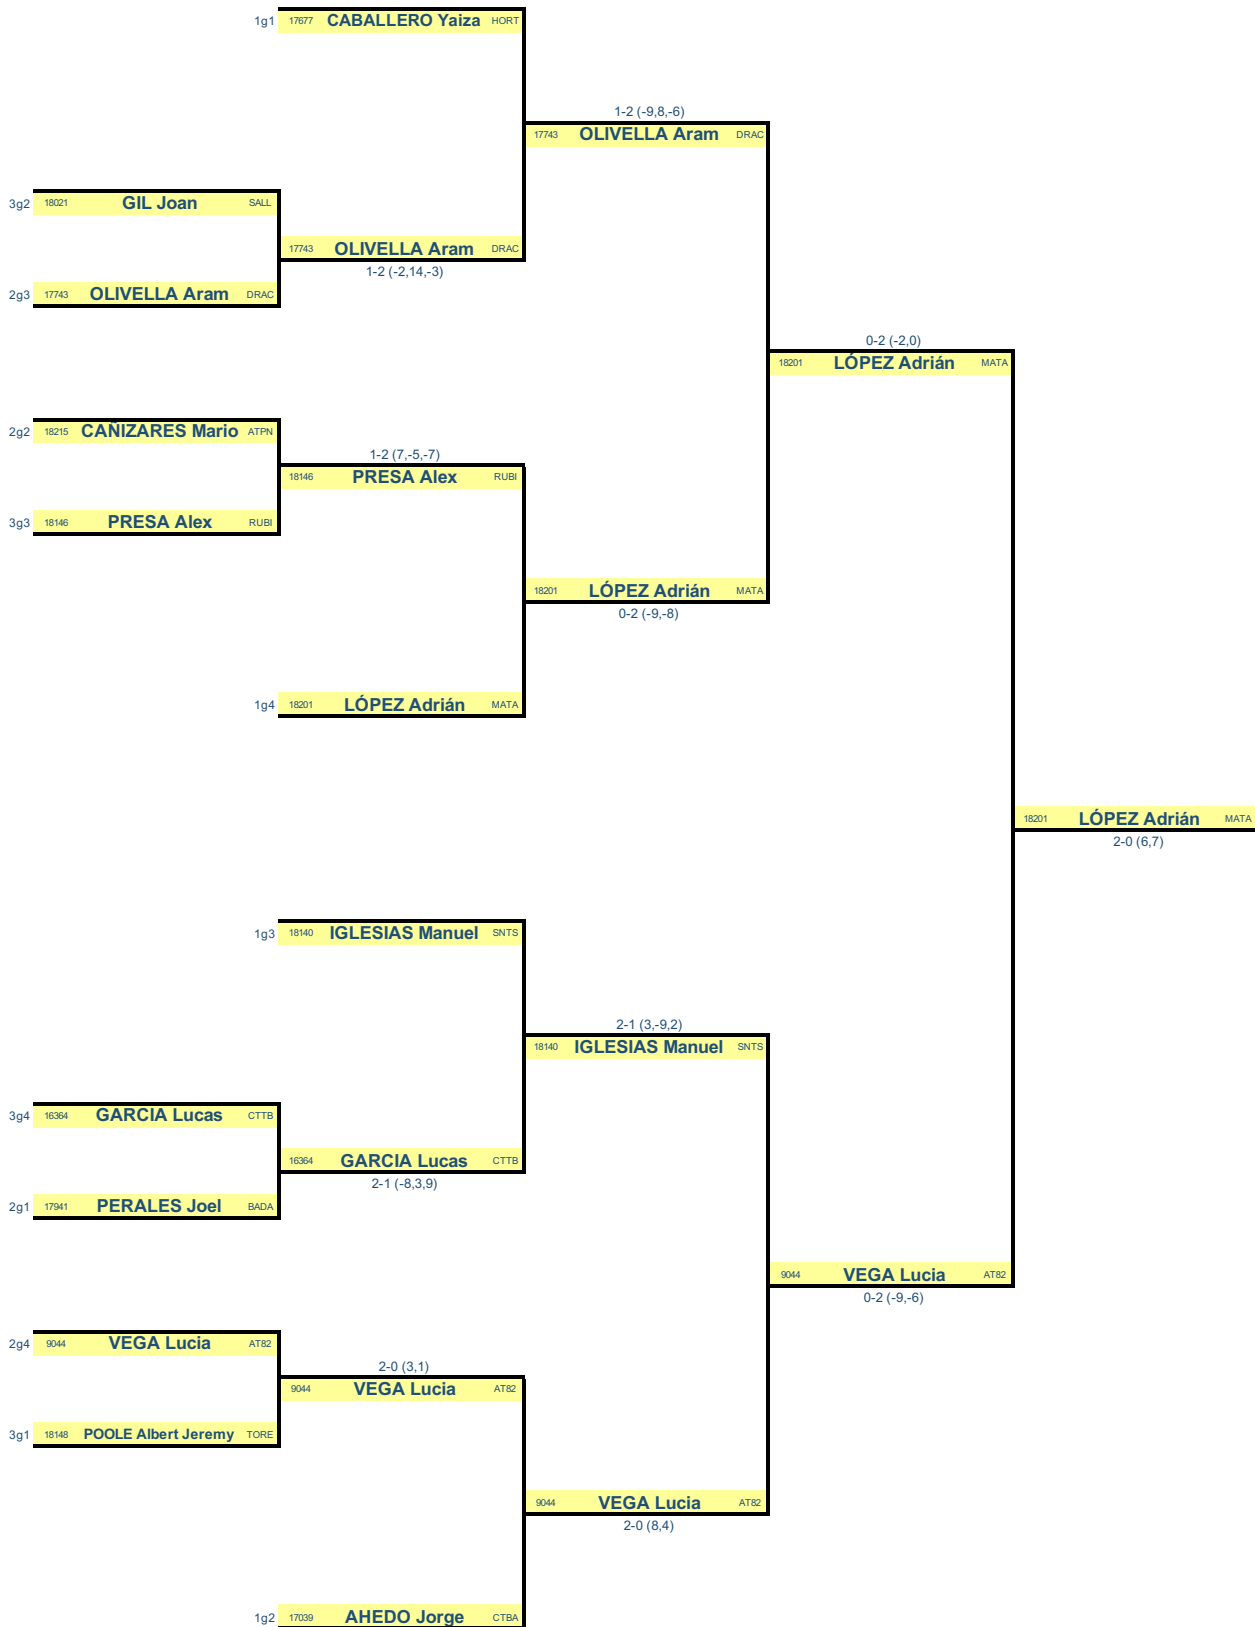 1g1 17677 CABALLERO Yaiza HORT
1-2 (-9,8,-6)
17743 OLIVELLA Aram DRAC
3g2 18021 GIL Joan SALL
17743 OLIVELLA Aram DRAC
1-2 (-2,14,-3)
2g3 17743 OLIVELLA Aram DRAC
0-2 (-2,0)
18201 LÓPEZ Adrián MATA
2g2 18215 CAÑIZARES Mario ATPN
1-2 (7,-5,-7)
18146 PRESA Alex RUBI
3g3 18146 PRESA Alex RUBI
18201 LÓPEZ Adrián MATA
0-2 (-9,-8)
1g4 18201 LÓPEZ Adrián MATA
18201 LÓPEZ Adrián MATA
2-0 (6,7)
1g3 18140 IGLESIAS Manuel SNTS
2-1 (3,-9,2)
18140 IGLESIAS Manuel SNTS
3g4 16364 GARCIA Lucas CTTB
16364 GARCIA Lucas CTTB
2-1 (-8,3,9)
2g1 17941 PERALES Joel BADA
9044 VEGA Lucia AT82
0-2 (-9,-6)
2g4 9044 VEGA Lucia AT82
2-0 (3,1)
9044 VEGA Lucia AT82
3g1 18148 POOLE Albert Jeremy TORE
9044 VEGA Lucia AT82
2-0 (8,4)
1g2 17039 AHEDO Jorge CTBA